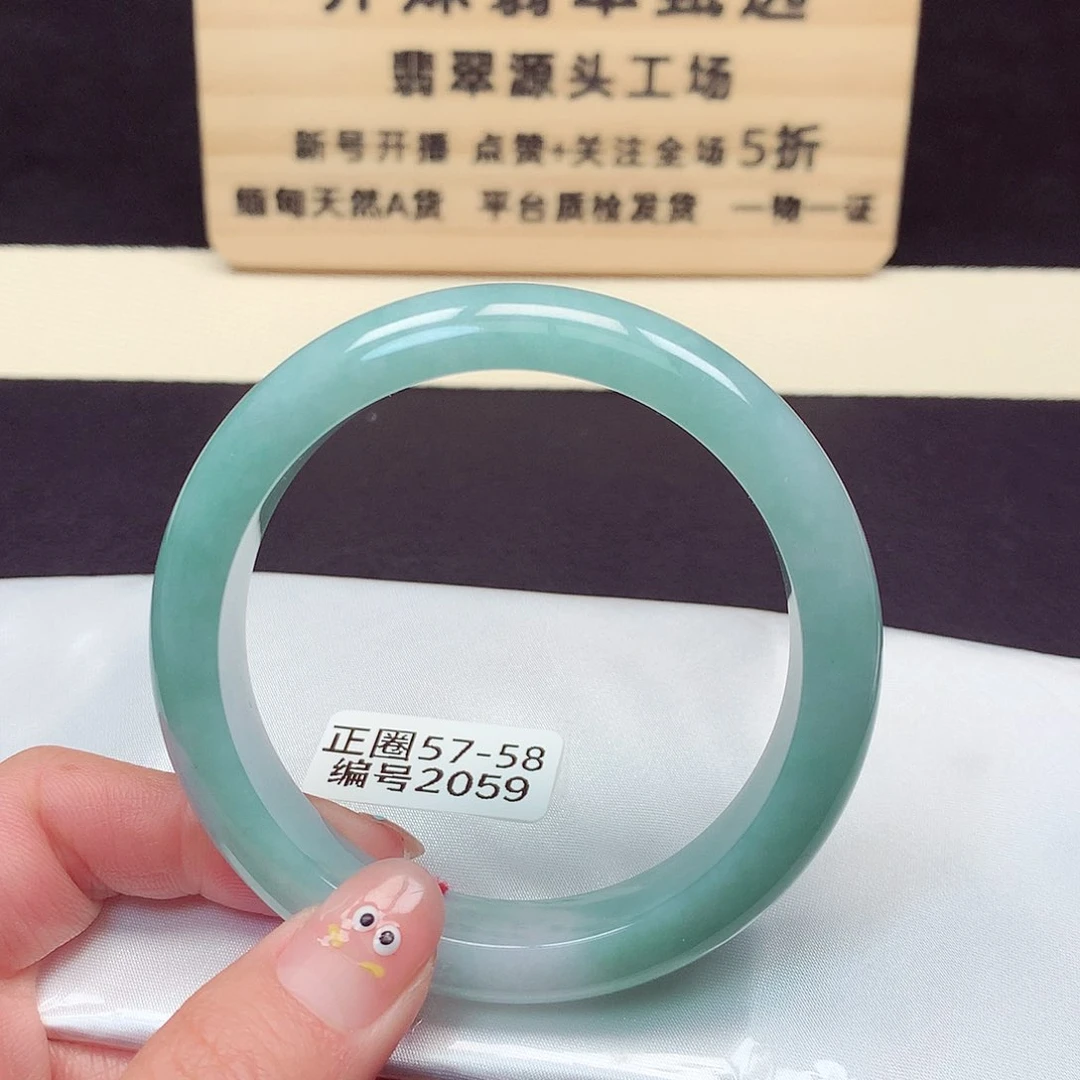 翡翠源头工场
新号开播 点赞+关注全场5折
缅甸天然A货 平台质检发货 一物一证
正圈57-58
编号2059